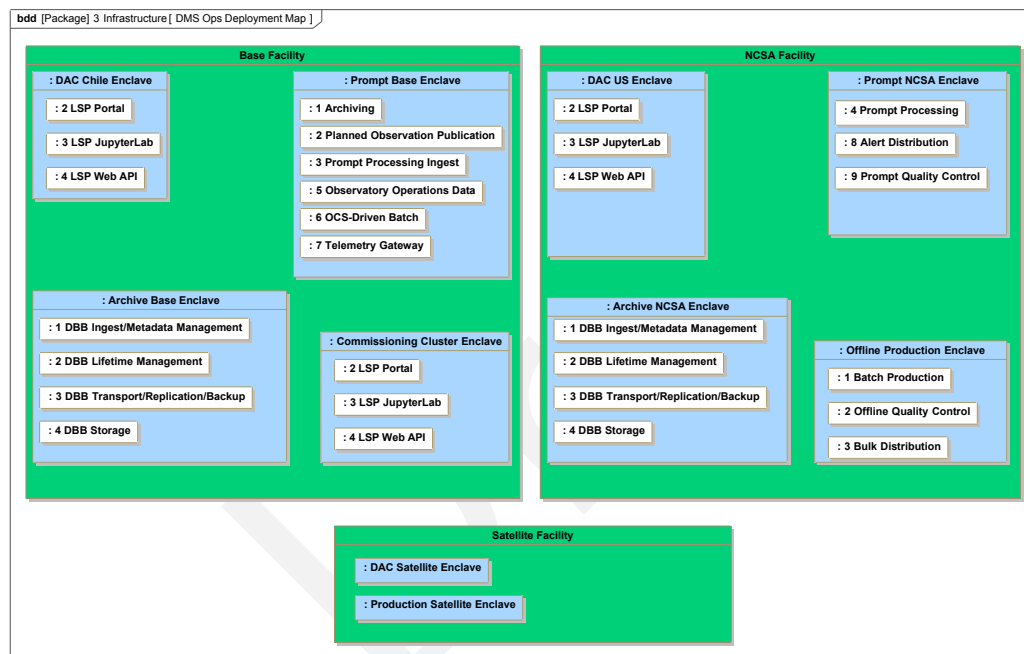 bdd [Package] 3 Infrastructure [ DMS Ops Deployment Map ]
Base Facility
: DAC Chile Enclave
: 2 LSP Portal
: 3 LSP JupyterLab
: 4 LSP Web API
: Prompt Base Enclave
: 1 Archiving
: 2 Planned Observation Publication
: 3 Prompt Processing Ingest
: 5 Observatory Operations Data
: 6 OCS-Driven Batch
: 7 Telemetry Gateway
: Archive Base Enclave
: 1 DBB Ingest/Metadata Management
: 2 DBB Lifetime Management
: 3 DBB Transport/Replication/Backup
: 4 DBB Storage
: Commissioning Cluster Enclave
: 2 LSP Portal
: 3 LSP JupyterLab
: 4 LSP Web API
NCSA Facility
: DAC US Enclave
: 2 LSP Portal
: 3 LSP JupyterLab
: 4 LSP Web API
: Prompt NCSA Enclave
: 4 Prompt Processing
: 8 Alert Distribution
: 9 Prompt Quality Control
: Archive NCSA Enclave
: 1 DBB Ingest/Metadata Management
: 2 DBB Lifetime Management
: 3 DBB Transport/Replication/Backup
: 4 DBB Storage
: Offline Production Enclave
: 1 Batch Production
: 2 Offline Quality Control
: 3 Bulk Distribution
Satellite Facility
: DAC Satellite Enclave
: Production Satellite Enclave